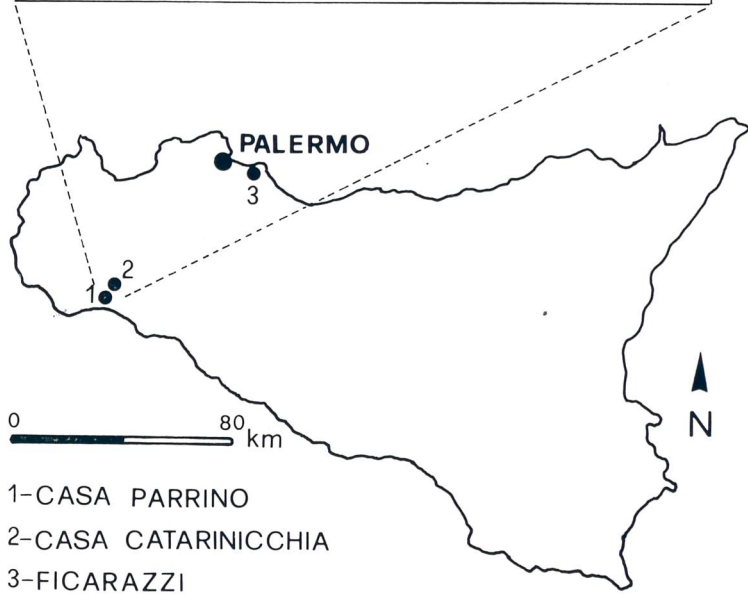 PALERMO
3
2
1
0 80 km
N
1-CASA PARRINO
2-CASA CATARINICCHIA
3-FICARAZZI